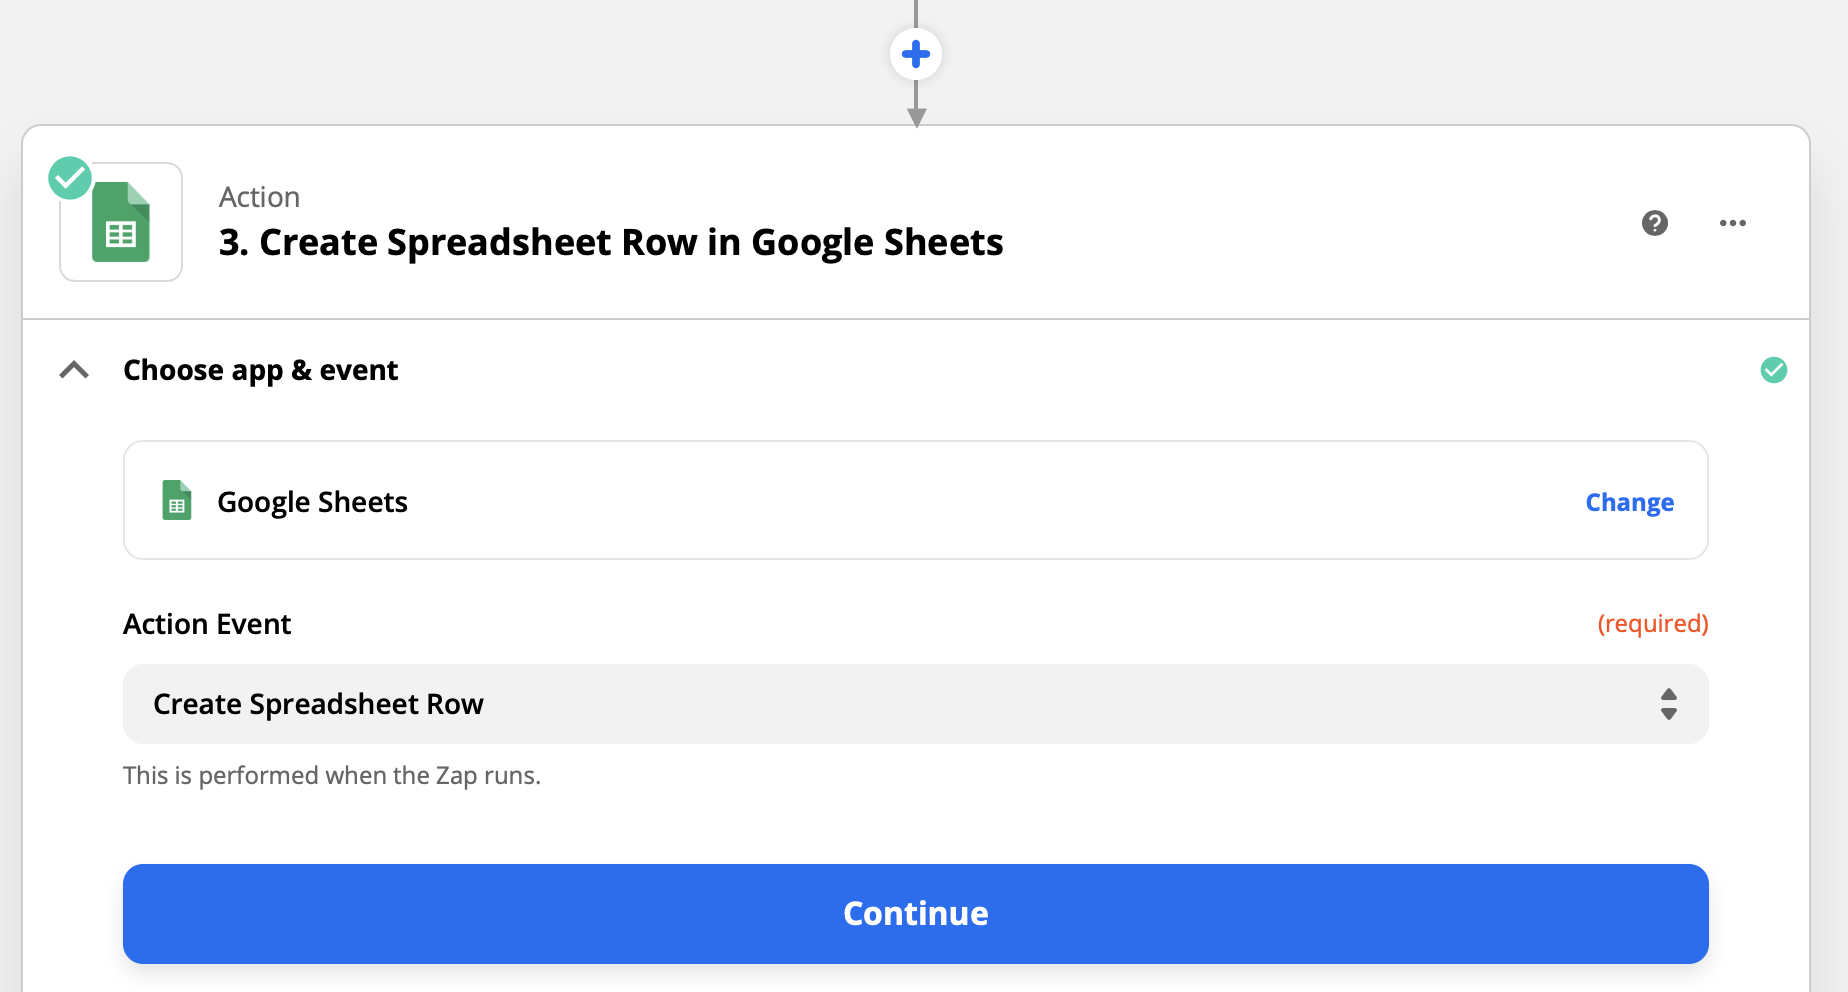 Action
3. Create Spreadsheet Row in Google Sheets
Choose app & event
Google Sheets
Change
Action Event
(required)
Create Spreadsheet Row
This is performed when the Zap runs.
Continue